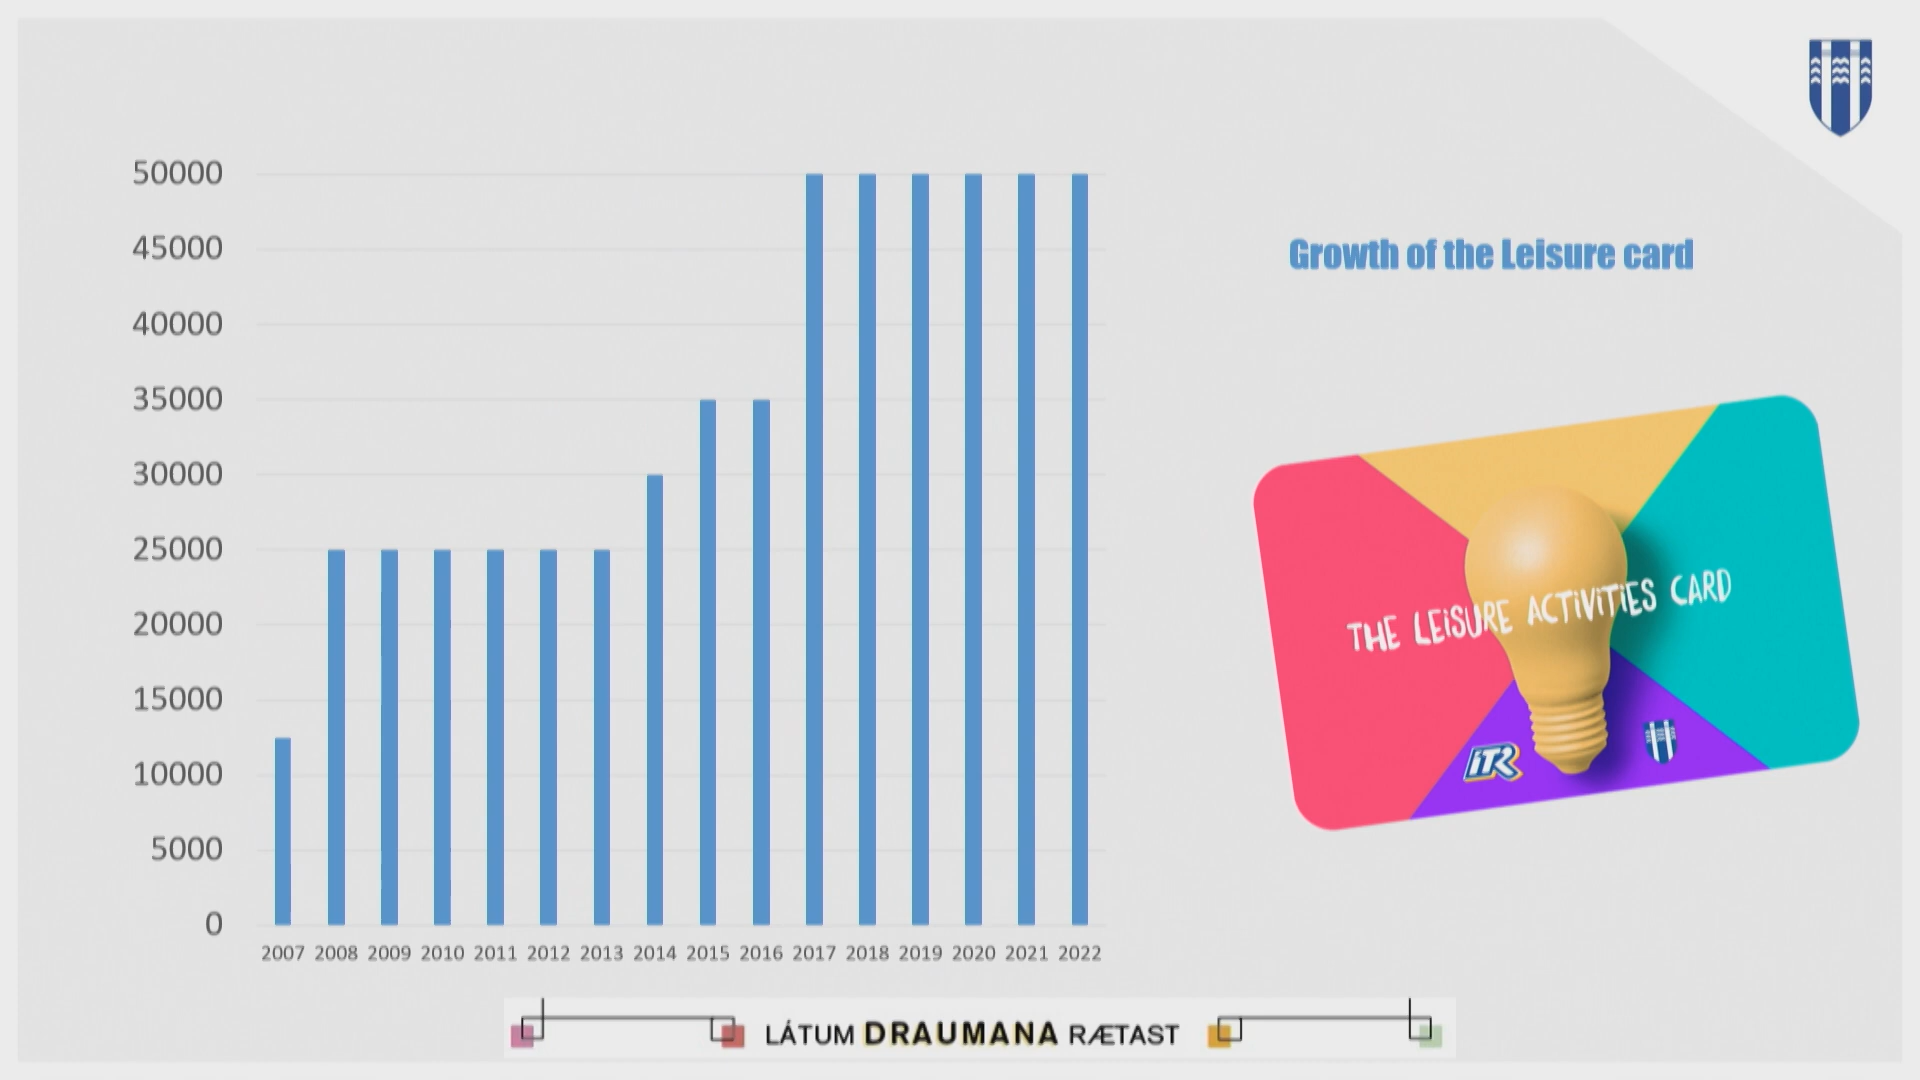 50000
45000
40000
35000
30000
25000
20000
15000
10000
5000
0
2007 2008 2009 2010 2011 2012 2013 2014 2015 2016 2017 2018 2019 2020 2021 2022
Growth of the Leisure card
THE LEiSURE ACTiViTiES CARD
iTR
LÁTUM DRAUMANA RÆTAST